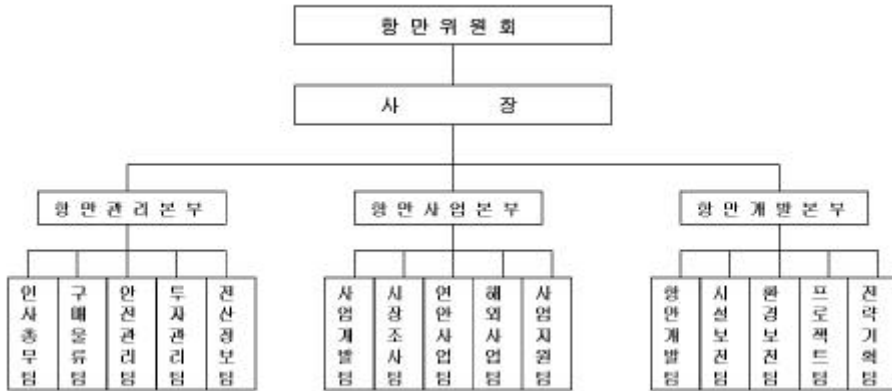 항 만 위 원 회
사 장
항 만 관 리 본 부
항 만 사 업 본 부
항 만 개 발 본 부
인사총무팀
구매물류팀
안전관리팀
투자관리팀
전산정보팀
사업개발팀
시장조사팀
연안사업팀
해외사업팀
사업지원팀
항만개발팀
시설보전팀
환경보전팀
프로젝트팀
전략기획팀